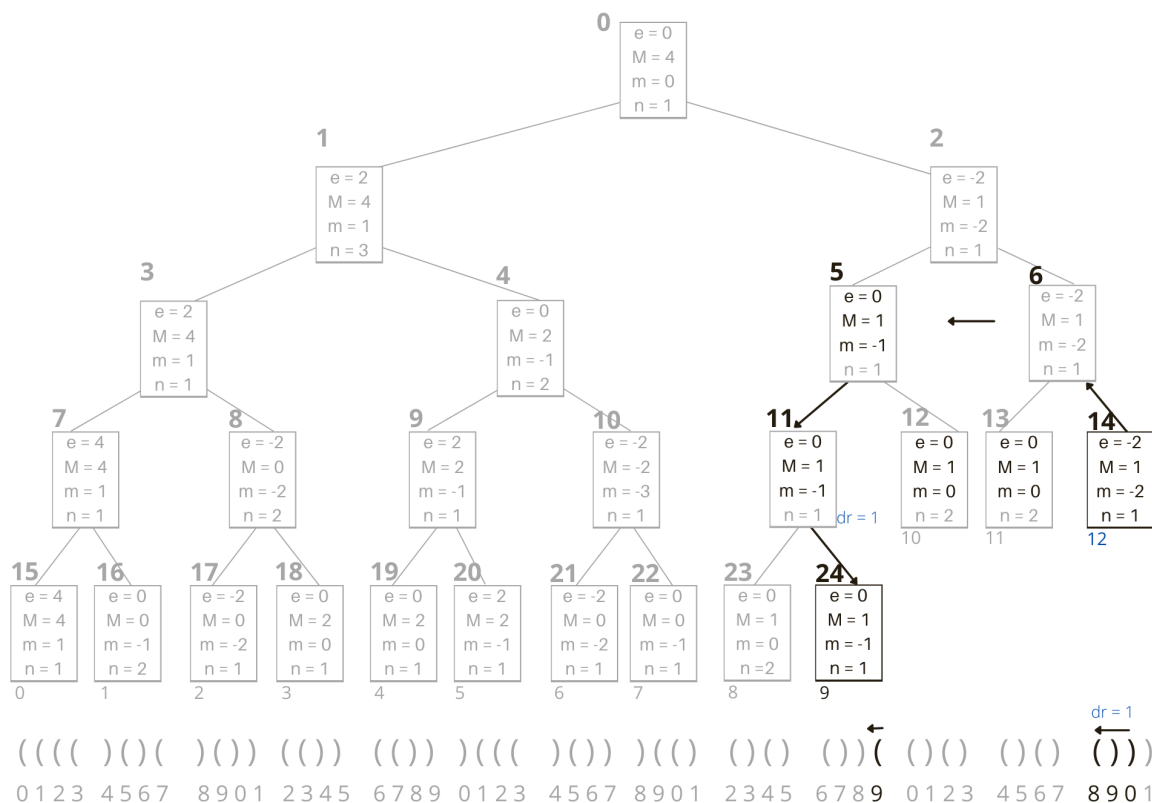 0
e = 0
M = 4
m = 0
n = 1
1
2
e = 2
M = 4
m = 1
n = 3
e = -2
M = 1
m = -2
n = 1
3
4
5
6
e = 2
M = 4
m = 1
n = 1
e = 0
M = 2
m = -1
n = 2
e = 0
M = 1
m = -1
n = 1
e = -2
M = 1
m = -2
n = 1
7
8
9
10
11
12
13
14
e = 4
M = 4
m = 1
n = 1
e = -2
M = 0
m = -2
n = 2
e = 2
M = 2
m = -1
n = 1
e = -2
M = -2
m = -3
n = 1
e = 0
M = 1
m = -1
n = 1
dr = 1
e = 0
M = 1
m = 0
n = 2
10
e = 0
M = 1
m = 0
n = 2
11
e = -2
M = 1
m = -2
n = 1
12
15
16
17
18
19
20
21
22
23
24
e = 4
M = 4
m = 1
n = 1
0
e = 0
M = 0
m = -1
n = 2
1
e = -2
M = 0
m = -2
n = 1
2
e = 0
M = 2
m = 0
n = 1
3
e = 0
M = 2
m = 0
n = 1
4
e = 2
M = 2
m = -1
n = 1
5
e = -2
M = 0
m = -2
n = 1
6
e = 0
M = 0
m = -1
n = 1
7
e = 0
M = 1
m = 0
n =2
8
e = 0
M = 1
m = -1
n = 1
9
dr = 1
( ( ( ( ) ( ) ( ) ( ) ) ( ( ) ) ( ( ) ( ) ( ( ( ) ( ) ) ) ( ( ) ( ) ( ) ( ) ) ( ( ) ( ) ( ) ( ) ( ) ) )
0 1 2 3 4 5 6 7 8 9 0 1 2 3 4 5 6 7 8 9 0 1 2 3 4 5 6 7 8 9 0 1 2 3 4 5 6 7 8 9 0 1 2 3 4 5 6 7 8 9 0 1